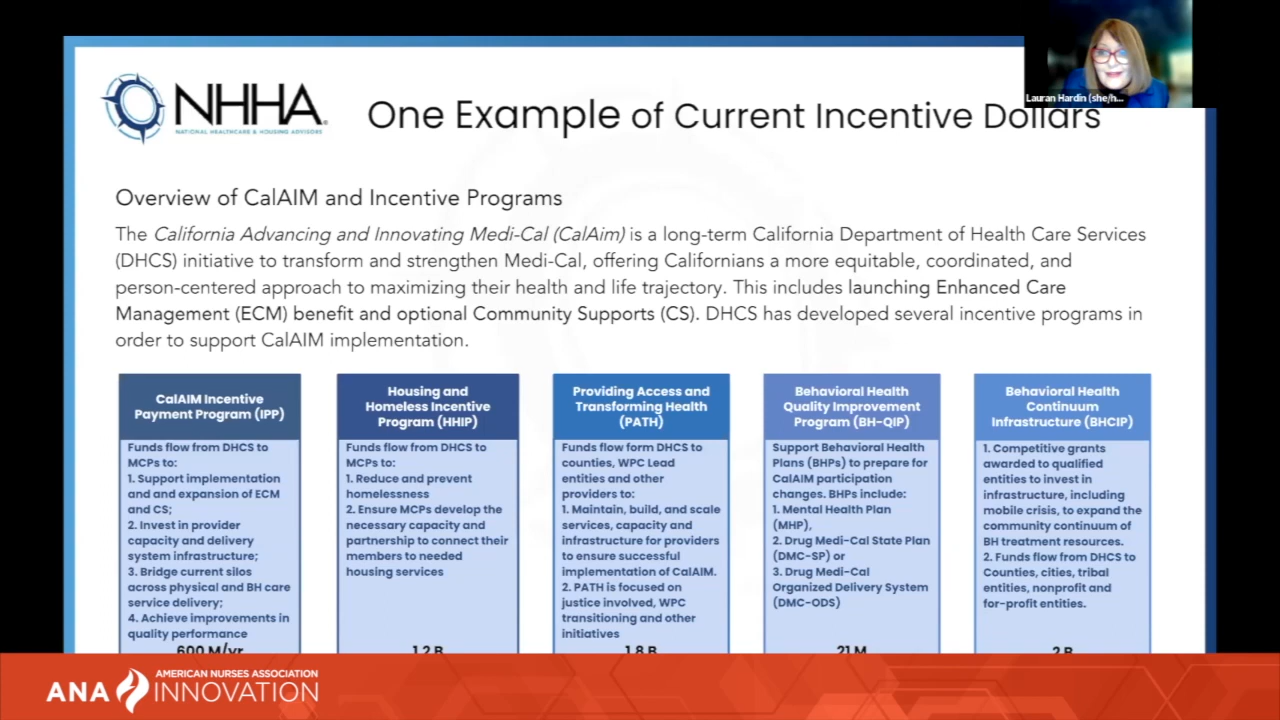 Lauran Hardin (she/h...
NHHA
NATIONAL HEALTHCARE & HOUSING ADVISORS
One Example of Current Incentive Dollars
Overview of CalAIM and Incentive Programs
The California Advancing and Innovating Medi-Cal (CalAim) is a long-term California Department of Health Care Services
(DHCS) initiative to transform and strengthen Medi-Cal, offering Californians a more equitable, coordinated, and
person-centered approach to maximizing their health and life trajectory. This includes launching Enhanced Care
Management (ECM) benefit and optional Community Supports (CS). DHCS has developed several incentive programs in
order to support CalAIM implementation.
CalAIM Incentive
Payment Program (IPP)
Funds flow from DHCS to
MCPs to:
1. Support implementation
and and expansion of ECM
and CS;
2. Invest in provider
capacity and delivery
system infrastructure;
3. Bridge current silos
across physical and BH care
service delivery;
4. Achieve improvements in
quality performance
600 M/yr
Housing and
Homeless Incentive
Program (HHIP)
Funds flow from DHCS to
MCPs to:
1. Reduce and prevent
homelessness
2. Ensure MCPs develop the
necessary capacity and
partnership to connect their
members to needed
housing services
1.2 B
Providing Access and
Transforming Health
(PATH)
Funds flow form DHCS to
counties, WPC Lead
entities and other
providers to:
1. Maintain, build, and scale
services, capacity and
infrastructure for providers
to ensure successful
implementation of CalAIM.
2. PATH is focused on
justice involved, WPC
transitioning and other
initiatives
1.8 B
Behavioral Health
Quality Improvement
Program (BH-QIP)
Support Behavioral Health
Plans (BHPs) to prepare for
CalAIM participation
changes. BHPs include:
1. Mental Health Plan
(MHP),
2. Drug Medi-Cal State Plan
(DMC-SP) or
3. Drug Medi-Cal
Organized Delivery System
(DMC-ODS)
21 M
Behavioral Health
Continuum
Infrastructure (BHCIP)
1. Competitive grants
awarded to qualified
entities to invest in
infrastructure, including
mobile crisis, to expand the
community continuum of
BH treatment resources.
2. Funds flow from DHCS to
Counties, cities, tribal
entities, nonprofit and
for-profit entities.
2 B
ANA
AMERICAN NURSES ASSOCIATION
INNOVATION